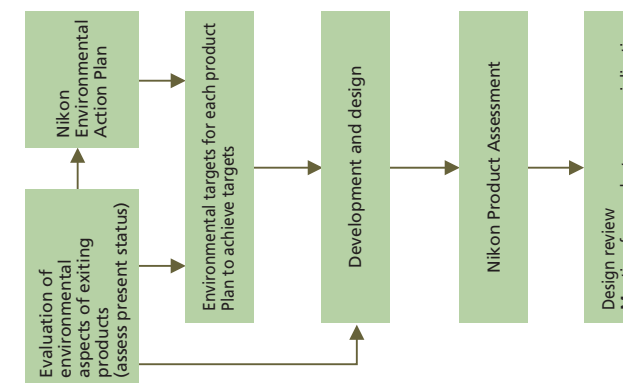 Evaluation of
environmental
aspects of exiting
products
(assess present status)
Nikon
Environmental
Action Plan
Environmental targets for each product
Plan to achieve targets
Development and design
Nikon Product Assessment
Design review